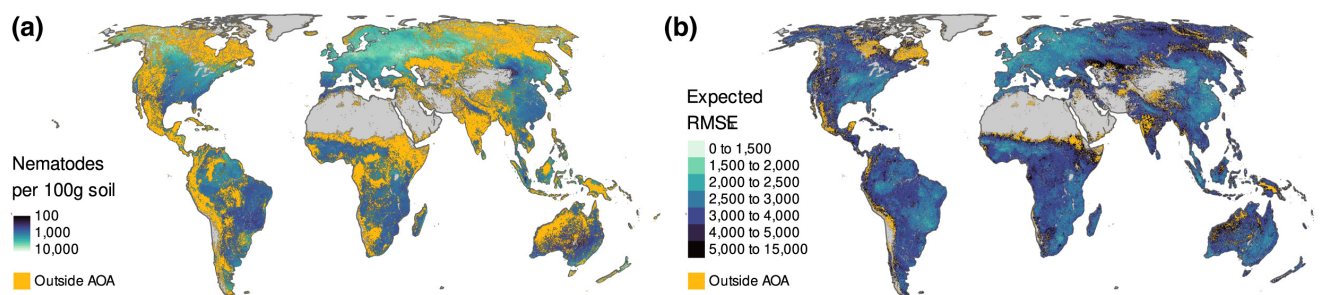 (a)
Nematodes
per 100g soil
100
1,000
10,000
Outside AOA
(b)
Expected
RMSE
0 to 1,500
1,500 to 2,000
2,000 to 2,500
2,500 to 3,000
3,000 to 4,000
4,000 to 5,000
5,000 to 15,000
Outside AOA